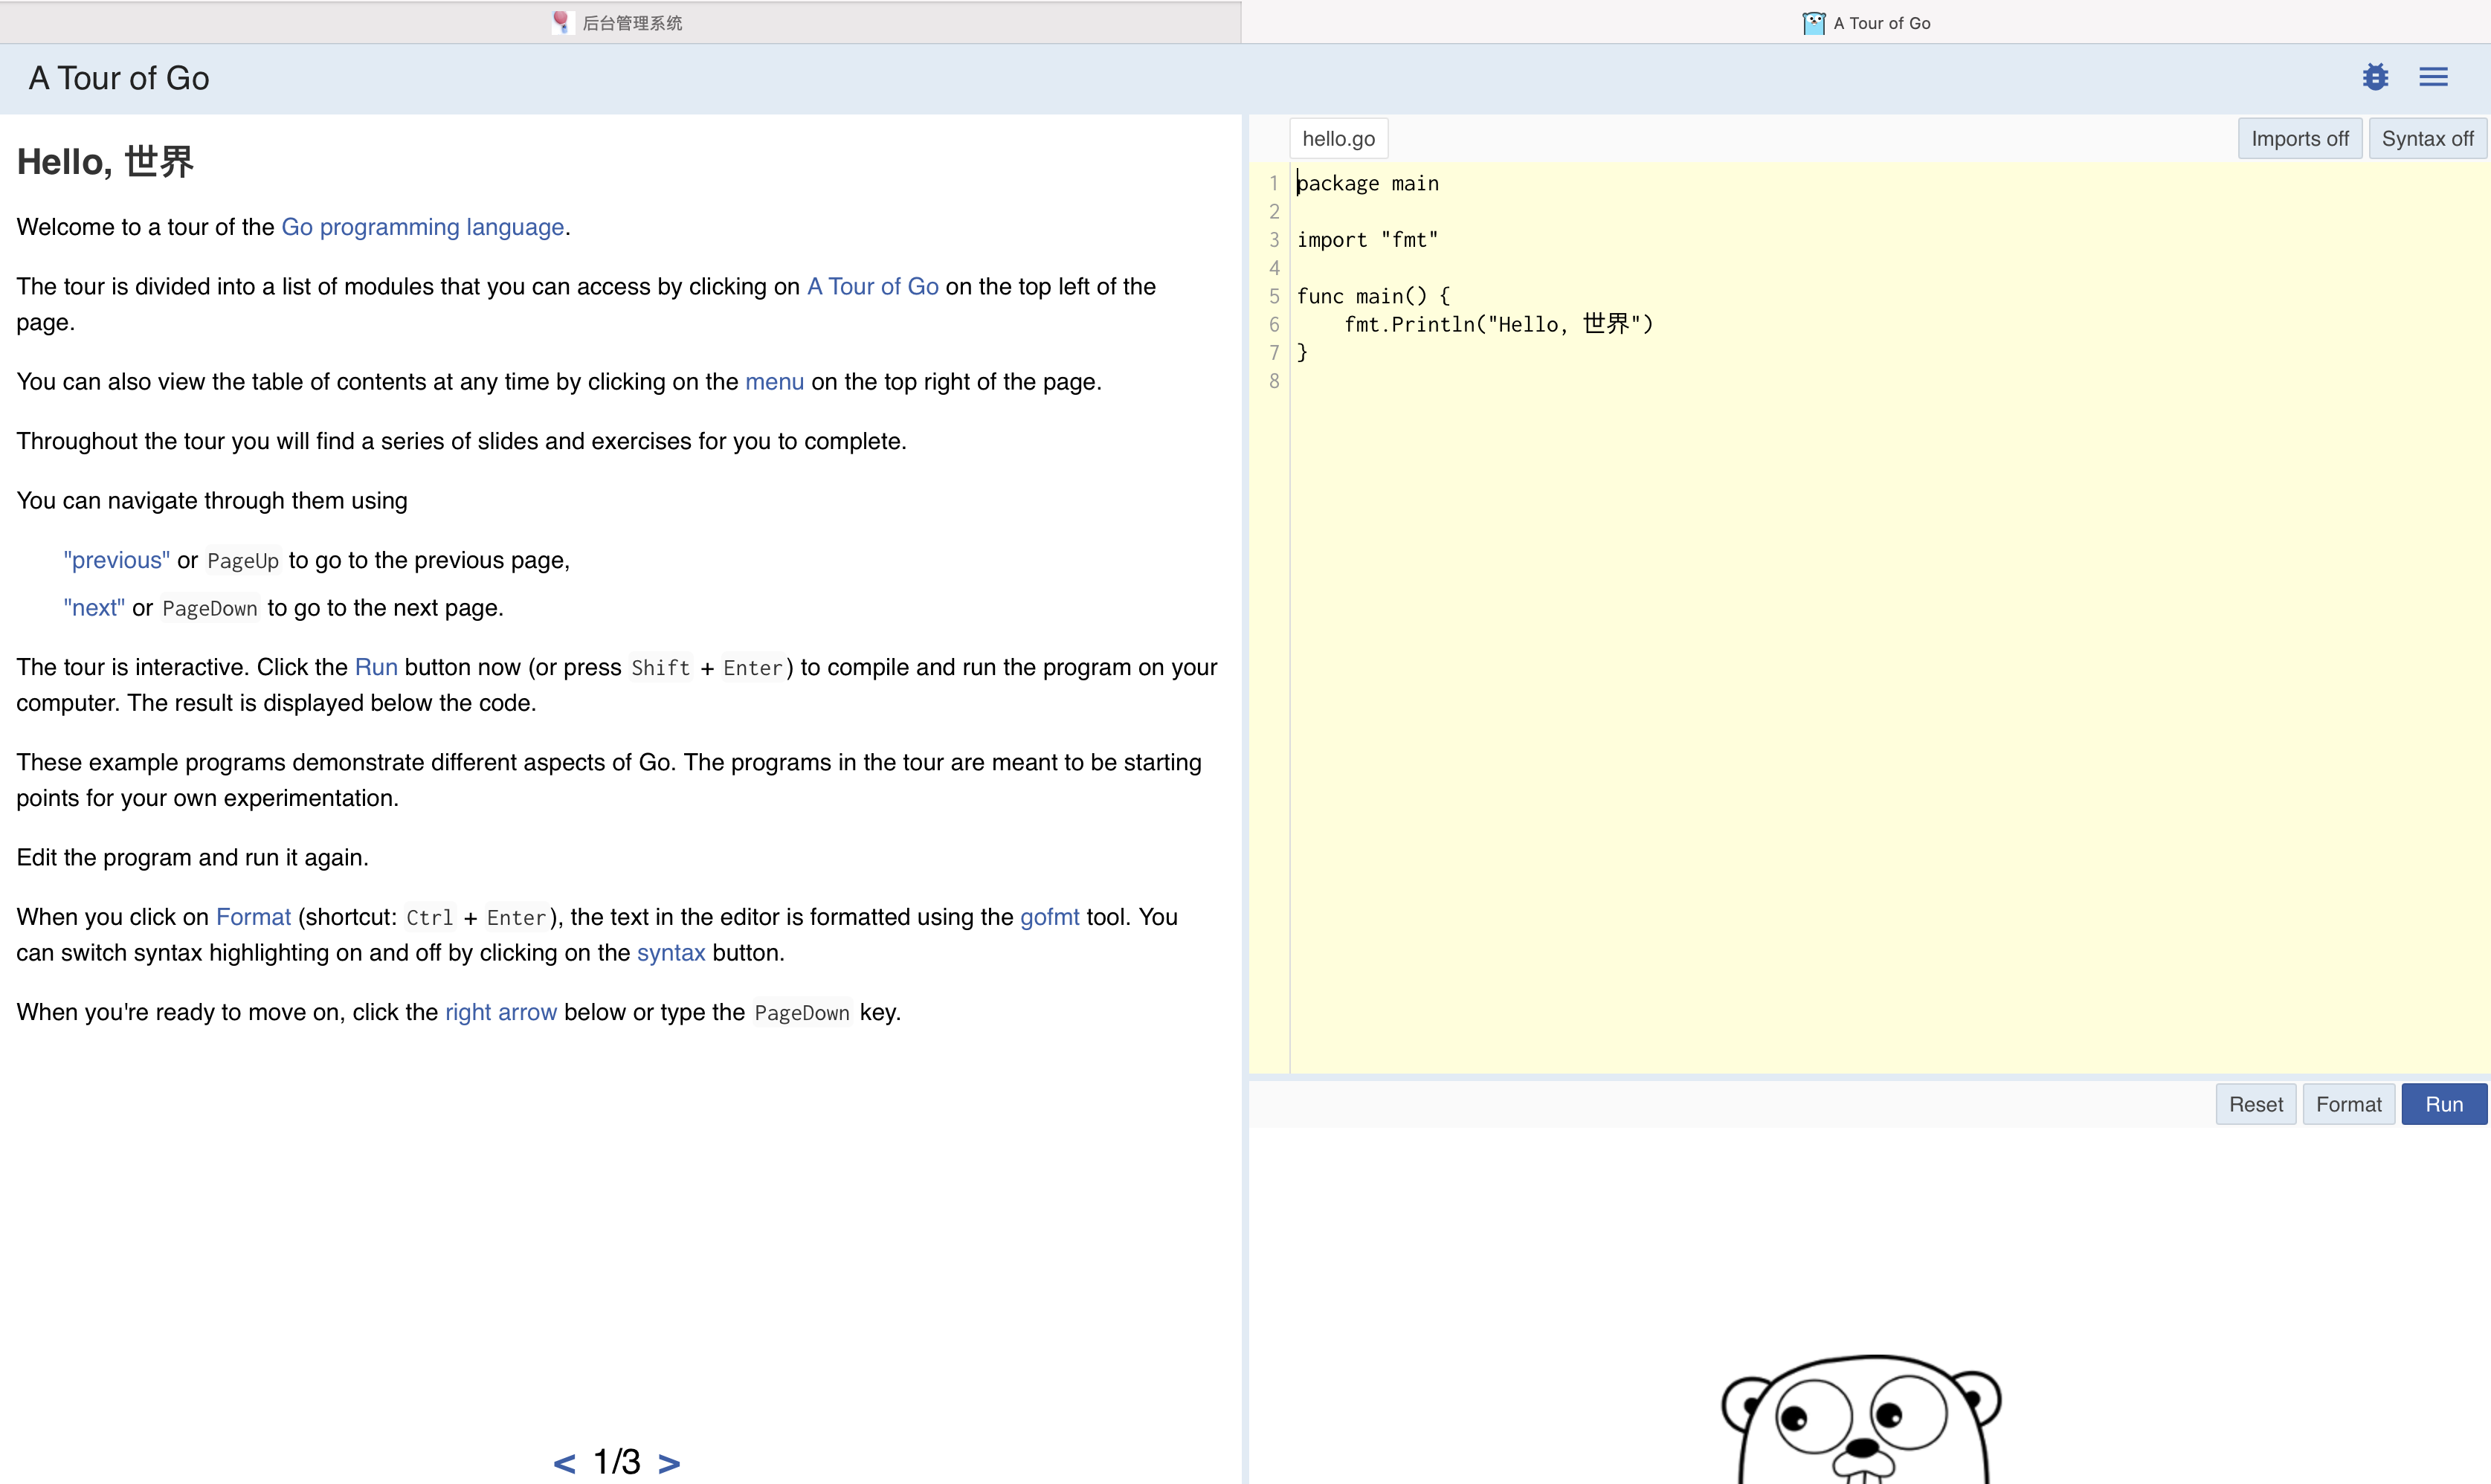 后台管理系统
A Tour of Go
A Tour of Go
Hello, 世界
Welcome to a tour of the Go programming language.
The tour is divided into a list of modules that you can access by clicking on A Tour of Go on the top left of the
page.
You can also view the table of contents at any time by clicking on the menu on the top right of the page.
Throughout the tour you will find a series of slides and exercises for you to complete.
You can navigate through them using
"previous" or PageUp to go to the previous page,
"next" or PageDown to go to the next page.
The tour is interactive. Click the Run button now (or press Shift + Enter) to compile and run the program on your
computer. The result is displayed below the code.
These example programs demonstrate different aspects of Go. The programs in the tour are meant to be starting
points for your own experimentation.
Edit the program and run it again.
When you click on Format (shortcut: Ctrl + Enter), the text in the editor is formatted using the gofmt tool. You
can switch syntax highlighting on and off by clicking on the syntax button.
When you're ready to move on, click the right arrow below or type the PageDown key.
< 1/3 >
hello.go
Imports off
Syntax off
1 package main
2
3 import "fmt"
4
5 func main() {
6     fmt.Println("Hello, 世界")
7 }
8
Reset
Format
Run